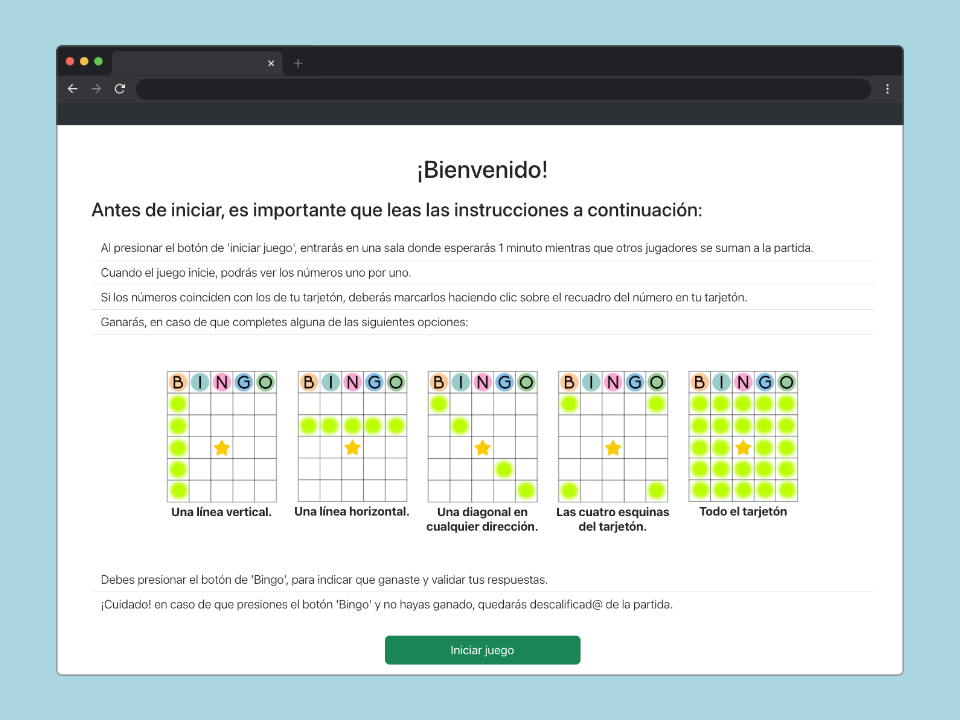 ¡Bienvenido!
Antes de iniciar, es importante que leas las instrucciones a continuación:
Al presionar el botón de 'iniciar juego', entrarás en una sala donde esperarás 1 minuto mientras que otros jugadores se suman a la partida.
Cuando el juego inicie, podrás ver los números uno por uno.
Si los números coinciden con los de tu tarjetón, deberás marcarlos haciendo clic sobre el recuadro del número en tu tarjetón.
Ganarás, en caso de que completes alguna de las siguientes opciones:
B I N G O
Una línea vertical.
B I N G O
Una línea horizontal.
B I N G O
Una diagonal en
cualquier dirección.
B I N G O
Las cuatro esquinas
del tarjetón.
B I N G O
Todo el tarjetón
Debes presionar el botón de 'Bingo', para indicar que ganaste y validar tus respuestas.
¡Cuidado! en caso de que presiones el botón 'Bingo' y no hayas ganado, quedarás descalificad@ de la partida.
Iniciar juego